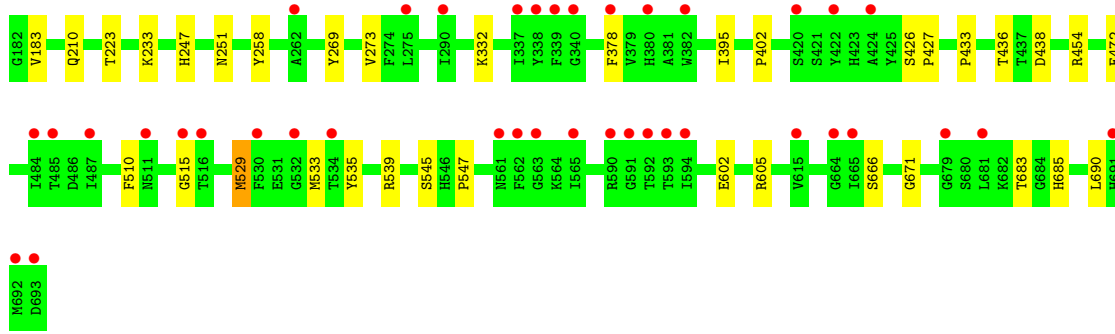 G182 V183 Q210 T223 K233 H247 N251 Y258 A262 Y269 V273 F274 L275 I290 K332 I337 Y338 F339 G340 F378 V379 H380 A381 W382 I395 P402 S420 S421 Y422 H423 A424 Y425 S426 P427 P433 T436 T437 D438 R454
I484 T485 D486 I487 F510 N511 G515 T516 M529 F530 E531 G532 M533 T534 Y535 R539 S545 H546 P547 N561 F562 G563 K564 I565 R590 G591 T592 T593 I594 E602 R605 V615 G664 I665 S666 G671 G679 S680 L681 K682 T683 G684 H685 L690 H691
M692 D693